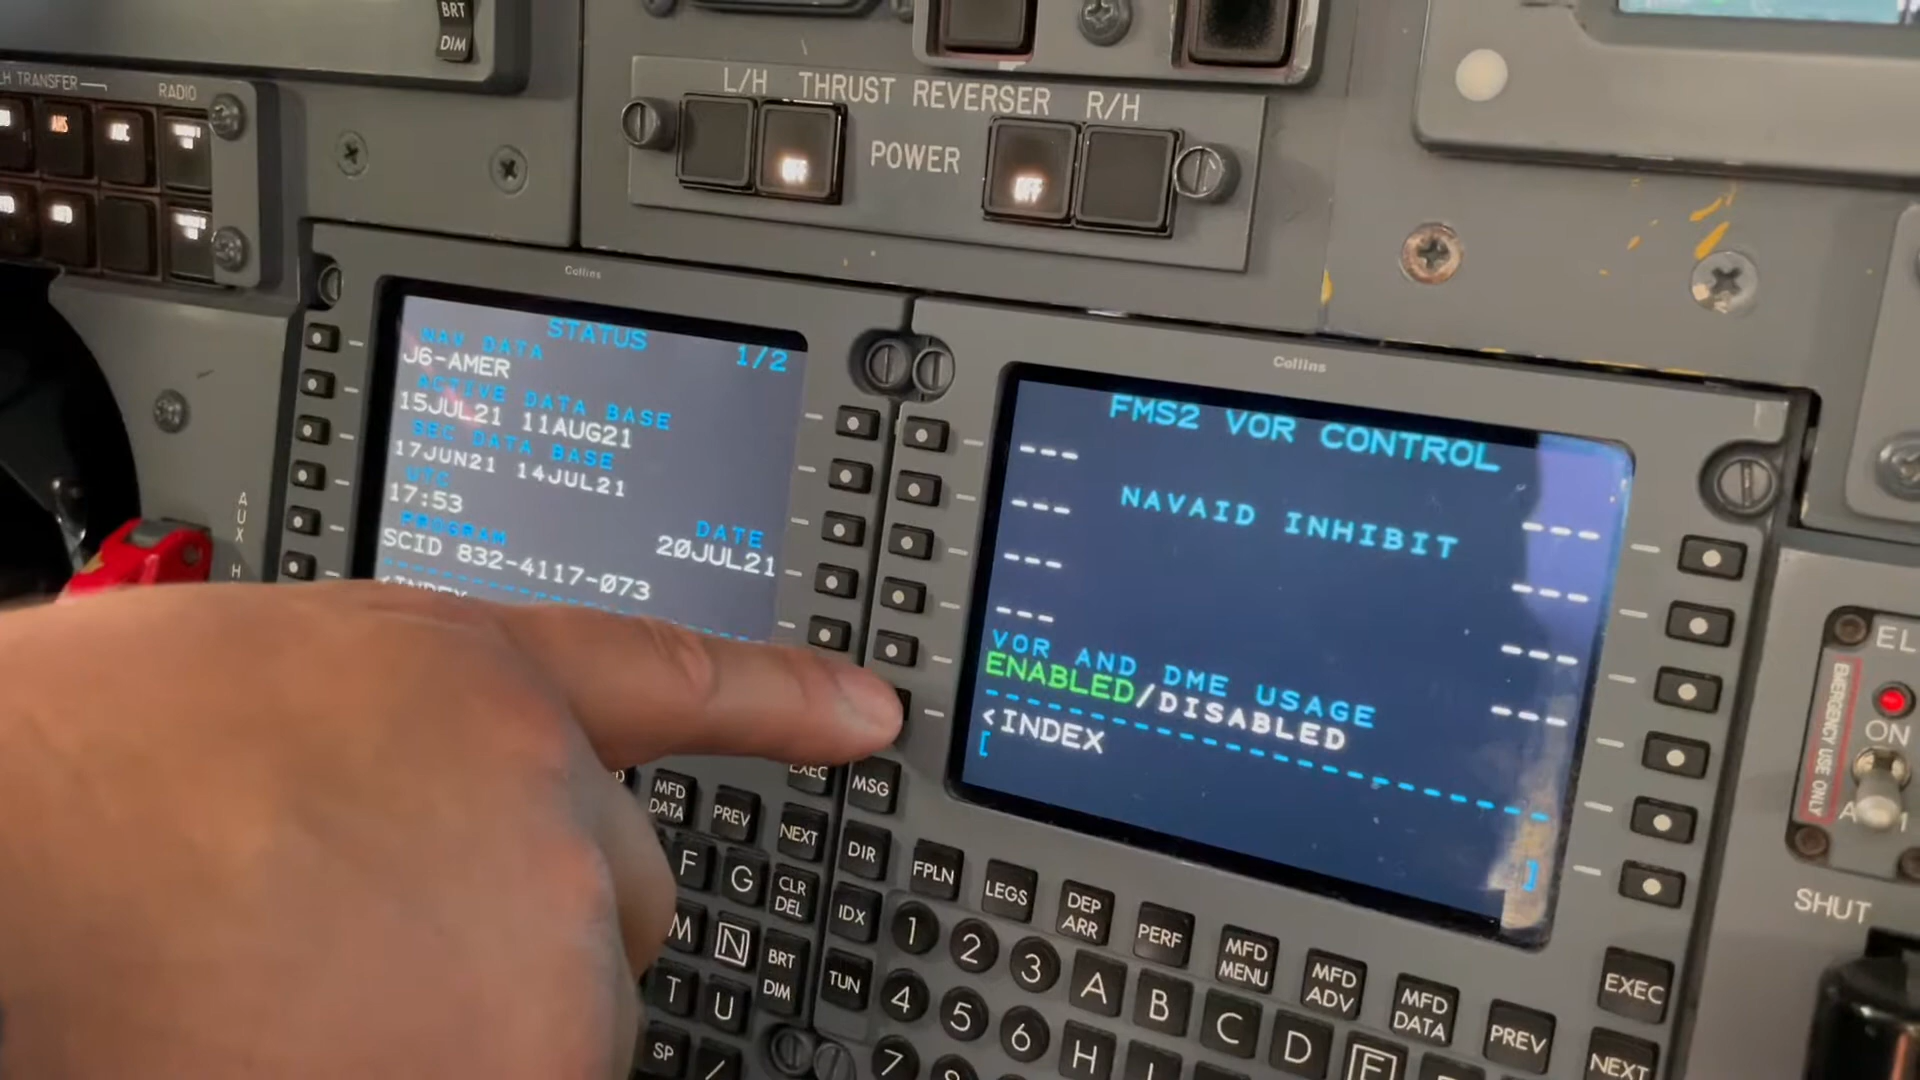 BRT
DIM
TRANSFER
RADIO
L/H THRUST REVERSER R/H
OFF
POWER
OFF
Collins
STATUS
1/2
NAV DATA
J6-AMER
ACTIVE DATA BASE
15JUL21 11AUG21
SEC DATA BASE
17JUN21 14JUL21
UTC
17:53
DATE
20JUL21
PROGRAM
SCID 832-4117-073
<INDEX
Collins
FMS2 VOR CONTROL
---
---
NAVAID INHIBIT
---
---
---
---
---
---
VOR AND DME USAGE
ENABLED/DISABLED
<INDEX
[ ]
AUX H
EXEC
MSG
MFD DATA
PREV
NEXT
DIR
F
G
CLR DEL
IDX
M
N
BRT DIM
TUN
T
U
SP
/
FPLN
LEGS
DEP ARR
PERF
MFD MENU
MFD ADV
MFD DATA
PREV
EXEC
NEXT
1
2
3
A
B
C
D
E
4
5
6
H
7
EL
EMERGENCY USE ONLY
ON
SHUT